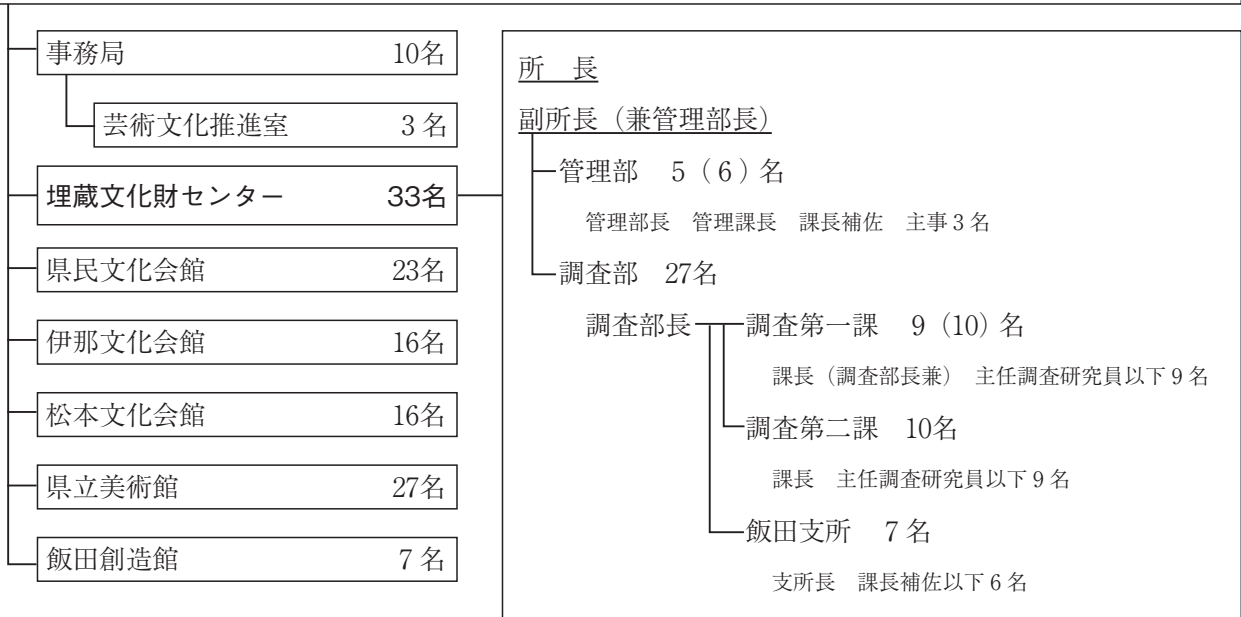 事務局 10名
芸術文化推進室 3名
埋蔵文化財センター 33名
県民文化会館 23名
伊那文化会館 16名
松本文化会館 16名
県立美術館 27名
飯田創造館 7名
所　長
副所長（兼管理部長）
管理部　5（6）名
管理部長　管理課長　課長補佐　主事3名
調査部　27名
調査部長
調査第一課　9（10）名
課長（調査部長兼）　主任調査研究員以下9名
調査第二課　10名
課長　主任調査研究員以下9名
飯田支所　7名
支所長　課長補佐以下6名